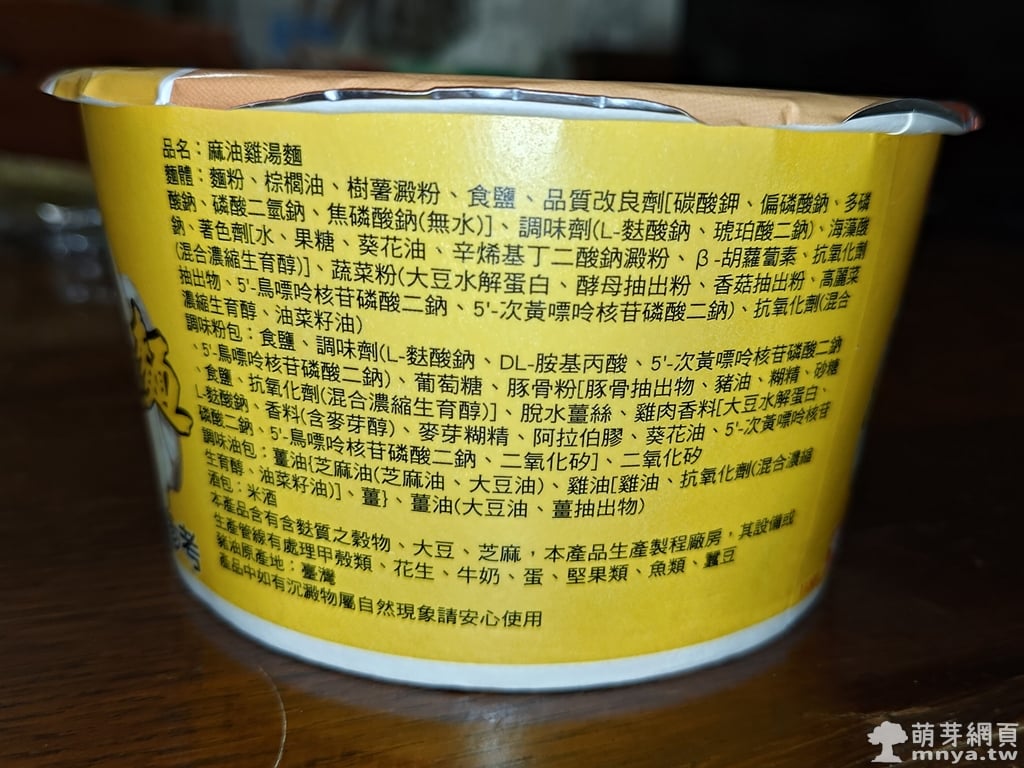 品名：麻油雞湯麵
麵體：麵粉、棕櫚油、樹薯澱粉、食鹽、品質改良劑[碳酸鉀、偏磷酸鈉、多磷
酸鈉、磷酸二氫鈉、焦磷酸鈉(無水)]、調味劑(L-麩酸鈉、琥珀酸二鈉)、海藻酸
鈉、著色劑[水、果糖、葵花油、辛烯基丁二酸鈉澱粉、β-胡蘿蔔素、抗氧化劑
(混合濃縮生育醇)]、蔬菜粉(大豆水解蛋白、酵母抽出粉、香菇抽出粉、高麗菜
抽出物、5'-鳥嘌呤核苷磷酸二鈉、5'-次黃嘌呤核苷磷酸二鈉)、抗氧化劑(混合
濃縮生育醇、油菜籽油)
調味粉包：食鹽、調味劑(L-麩酸鈉、DL-胺基丙酸、5'-次黃嘌呤核苷磷酸二鈉
、5'-鳥嘌呤核苷磷酸二鈉)、葡萄糖、豚骨粉[豚骨抽出物、豬油、糊精、砂糖
、食鹽、抗氧化劑(混合濃縮生育醇)]、脫水薑絲、雞肉香料[大豆水解蛋白、
L-麩酸鈉、香料(含麥芽醇)、麥芽糊精、阿拉伯膠、葵花油、5'-次黃嘌呤核苷
磷酸二鈉、5'-鳥嘌呤核苷磷酸二鈉、二氧化矽]、二氧化矽
調味油包：薑油{芝麻油(芝麻油、大豆油)、雞油[雞油、抗氧化劑(混合濃縮
生育醇、油菜籽油)]、薑}、薑油(大豆油、薑抽出物)
酒包：米酒
本產品含有含麩質之穀物、大豆、芝麻，本產品生產製程廠房，其設備或
生產管線有處理甲殼類、花生、牛奶、蛋、堅果類、魚類、蠶豆
豬油原產地：臺灣
產品中如有沉澱物屬自然現象請安心使用
麵
考
萌芽網頁
mnya.tw